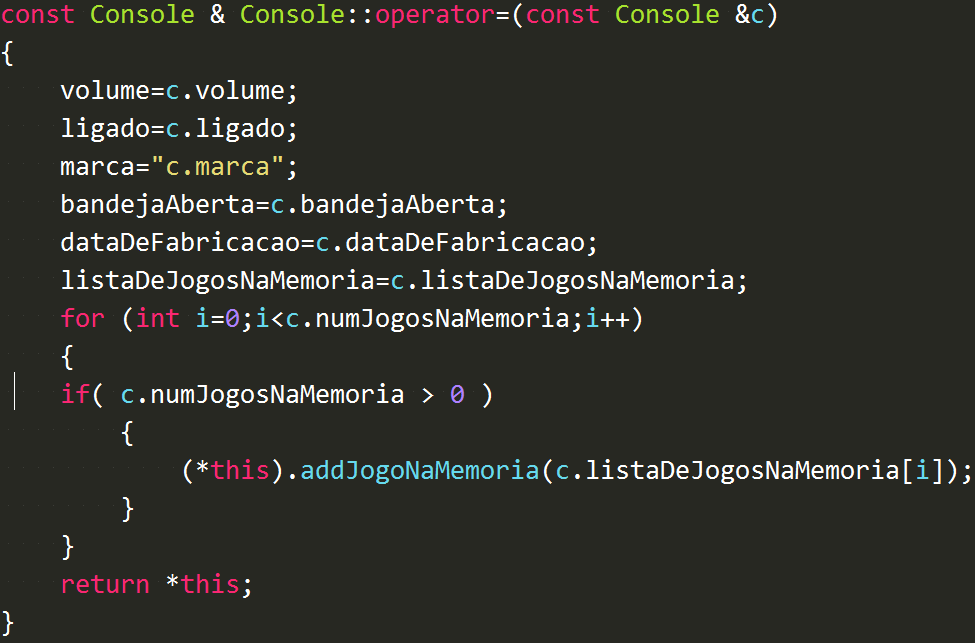 const Console & Console::operator=(const Console &c)
{
    volume=c.volume;
    ligado=c.ligado;
    marca="c.marca";
    bandejaAberta=c.bandejaAberta;
    dataDeFabricacao=c.dataDeFabricacao;
    listaDeJogosNaMemoria=c.listaDeJogosNaMemoria;
    for (int i=0;i<c.numJogosNaMemoria;i++)
    {
    if( c.numJogosNaMemoria > 0 )
        {
            (*this).addJogoNaMemoria(c.listaDeJogosNaMemoria[i]);
        }
    }
    return *this;
}